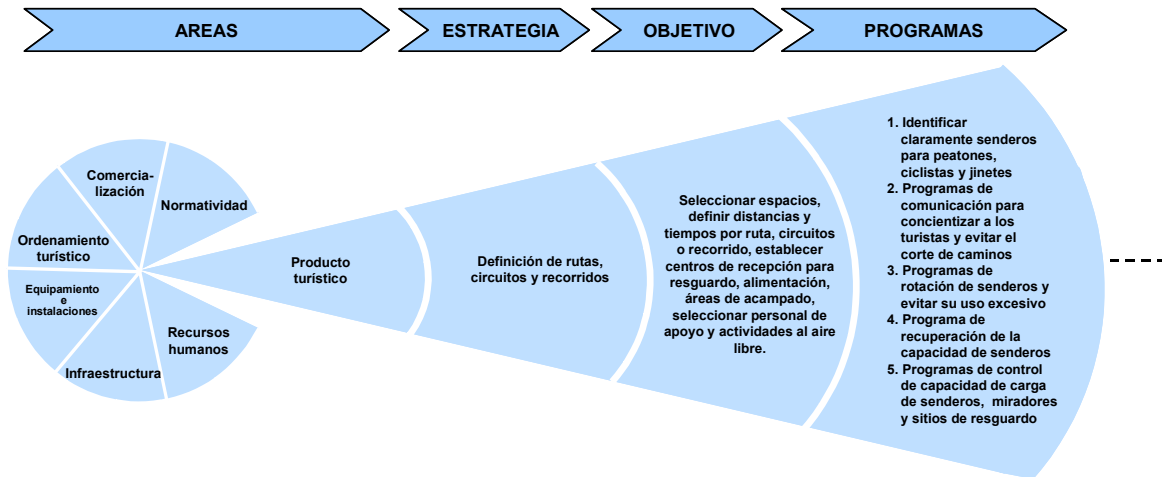 AREAS
ESTRATEGIA
OBJETIVO
PROGRAMAS
Comercia-
lización
Normatividad
Ordenamiento
turístico
Equipamiento
e
instalaciones
Infraestructura
Recursos
humanos
Producto
turístico
Definición de rutas,
circuitos y recorridos
Seleccionar espacios,
definir distancias y
tiempos por ruta, circuitos
o recorrido, establecer
centros de recepción para
resguardo, alimentación,
áreas de acampado,
seleccionar personal de
apoyo y actividades al aire
libre.
1. Identificar
claramente senderos
para peatones,
ciclistas y jinetes
2. Programas de
comunicación para
concientizar a los
turistas y evitar el
corte de caminos
3. Programas de
rotación de senderos y
evitar su uso excesivo
4. Programa de
recuperación de la
capacidad de senderos
5. Programas de control
de capacidad de carga
de senderos, miradores
y sitios de resguardo